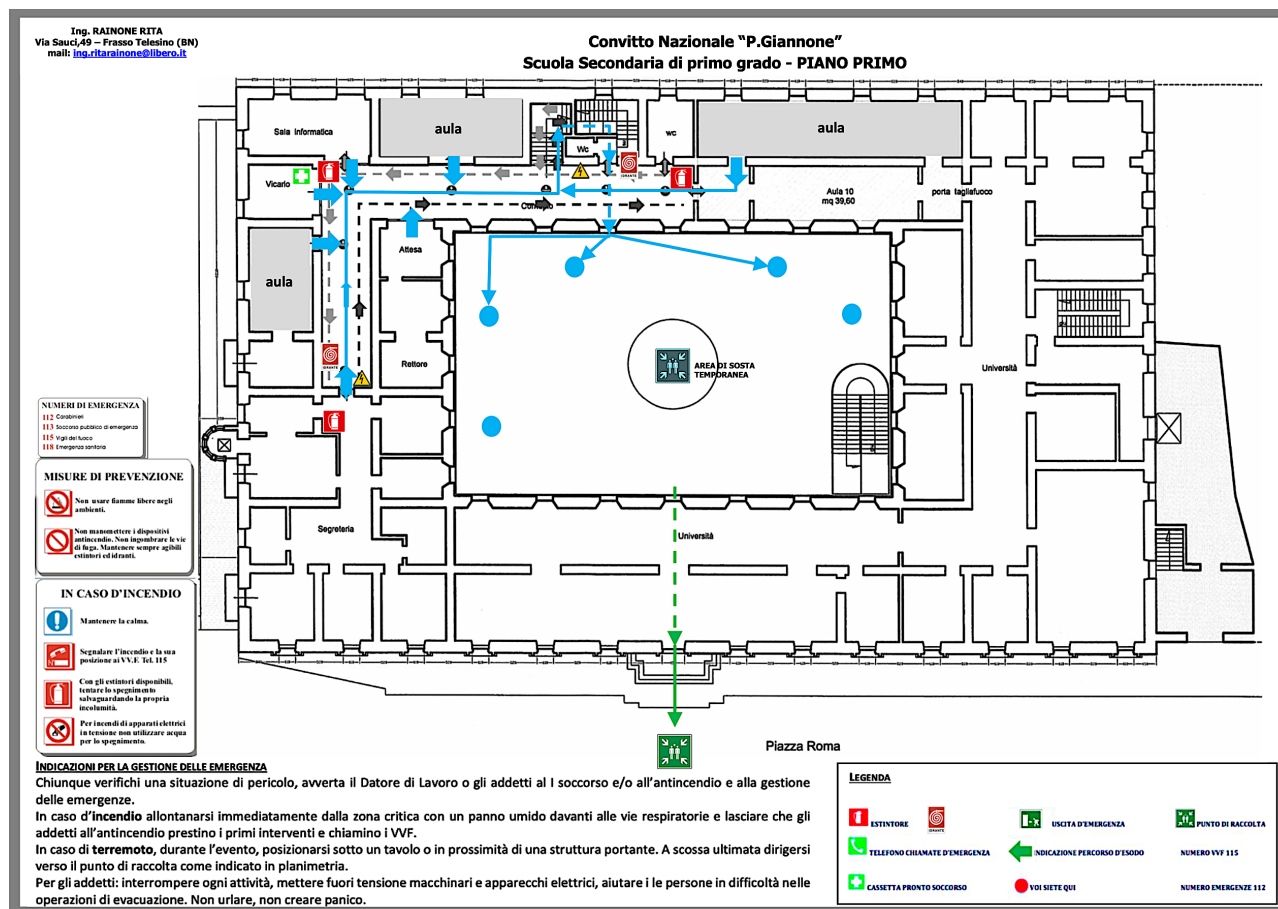 Ing. RAINONE RITA
Via Sauci,49 – Frasso Telesino (BN)
mail: ing.ritarainone@libero.it
Convitto Nazionale “P.Giannone”
Scuola Secondaria di primo grado - PIANO PRIMO
Sala informatica
aula
Wc
wc
aula
IDRANTE
Vicario
Aula 10
mq 39,60
porta tagliafuoco
Corridoio
Attesa
aula
IDRANTE
Rettore
AREA DI SOSTA
TEMPORANEA
Università
NUMERI DI EMERGENZA
112 Carabinieri
113 Soccorso pubblico di emergenza
115 Vigili del fuoco
118 Emergenza sanitaria
MISURE DI PREVENZIONE
Non usare fiamme libere negli
ambienti.
Non manomettere i dispositivi
antincendio. Non ingombrare le vie
di fuga. Mantenere sempre agibili
estintori ed idranti.
Segreteria
Università
IN CASO D’INCENDIO
Mantenere la calma.
Segnalare l’incendio e la sua
posizione ai VV.F. Tel. 115
Con gli estintori disponibili,
tentare lo spegnimento
salvaguardando la propria
incolumità.
Per incendi di apparati elettrici
in tensione non utilizzare acqua
per lo spegnimento.
Piazza Roma
INDICAZIONI PER LA GESTIONE DELLE EMERGENZA
Chiunque verifichi una situazione di pericolo, avverta il Datore di Lavoro o gli addetti al I soccorso e/o all’antincendio e alla gestione
delle emergenze.
In caso d’incendio allontanarsi immediatamente dalla zona critica con un panno umido davanti alle vie respiratorie e lasciare che gli
addetti all’antincendio prestino i primi interventi e chiamino i VVF.
In caso di terremoto, durante l’evento, posizionarsi sotto un tavolo o in prossimità di una struttura portante. A scossa ultimata dirigersi
verso il punto di raccolta come indicato in planimetria.
Per gli addetti: interrompere ogni attività, mettere fuori tensione macchinari e apparecchi elettrici, aiutare i le persone in difficoltà nelle
operazioni di evacuazione. Non urlare, non creare panico.
LEGENDA
ESTINTORE
IDRANTE
USCITA D’EMERGENZA
PUNTO DI RACCOLTA
TELEFONO CHIAMATE D’EMERGENZA
INDICAZIONE PERCORSO D’ESODO
NUMERO VVF 115
CASSETTA PRONTO SOCCORSO
VOI SIETE QUI
NUMERO EMERGENZE 112